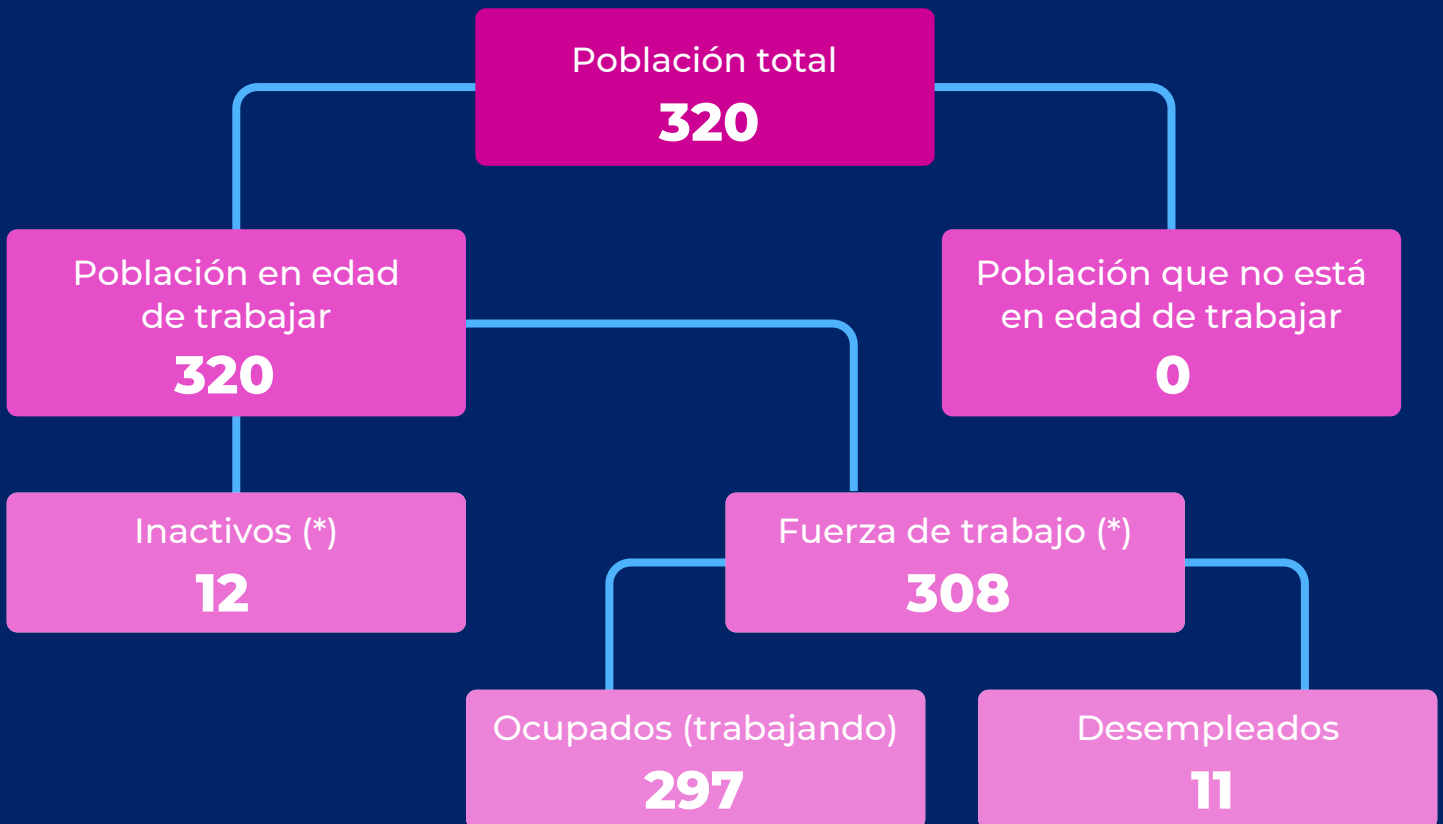 Población total
320
Población en edad
de trabajar
320
Población que no está
en edad de trabajar
0
Inactivos (*)
12
Fuerza de trabajo (*)
308
Ocupados (trabajando)
297
Desempleados
11